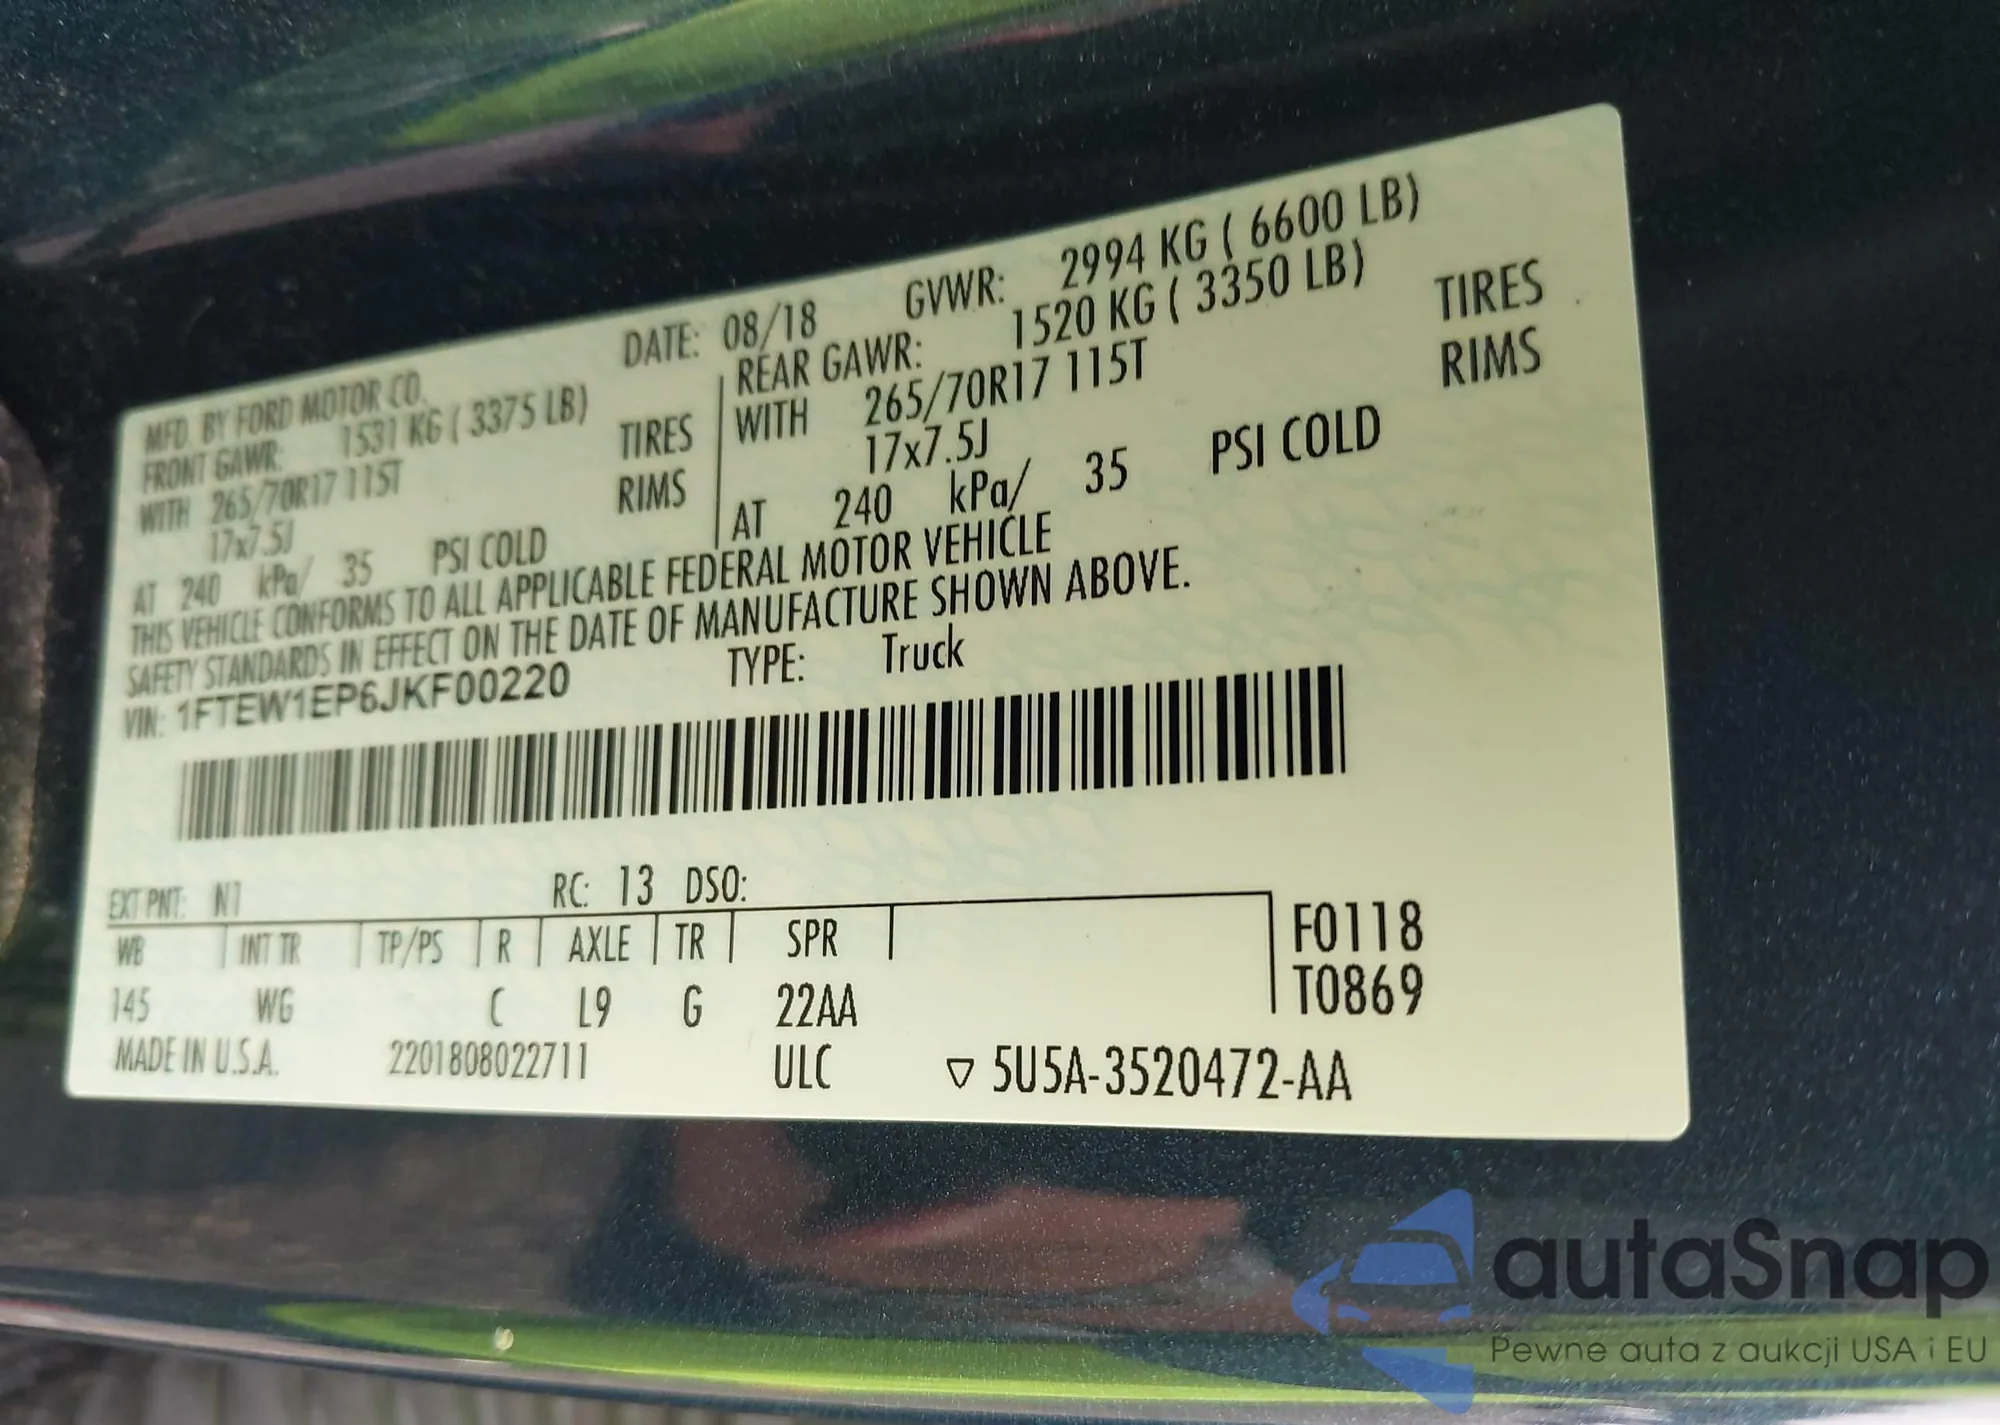 MFD. BY FORD MOTOR CO. DATE: 08/18 GVWR: 2994 KG ( 6600 LB)
FRONT GAWR: 1531 KG ( 3375 LB) REAR GAWR: 1520 KG ( 3350 LB)
WITH 265/70R17 115T TIRES WITH 265/70R17 115T TIRES
17x7.5J RIMS 17x7.5J RIMS
AT 240 kPa/ 35 PSI COLD AT 240 kPa/ 35 PSI COLD
THIS VEHICLE CONFORMS TO ALL APPLICABLE FEDERAL MOTOR VEHICLE
SAFETY STANDARDS IN EFFECT ON THE DATE OF MANUFACTURE SHOWN ABOVE.
VIN: 1FTEW1EP6JKF00220 TYPE: Truck
EXT PNT: N1 RC: 13 DSO:
WB INT TR TP/PS R AXLE TR SPR F0118
145 WG C L9 G 22AA T0869
MADE IN U.S.A. 2201808022711 ULC ▽ 5U5A-3520472-AA
autaSnap
Pewne auta z aukcji USA i EU